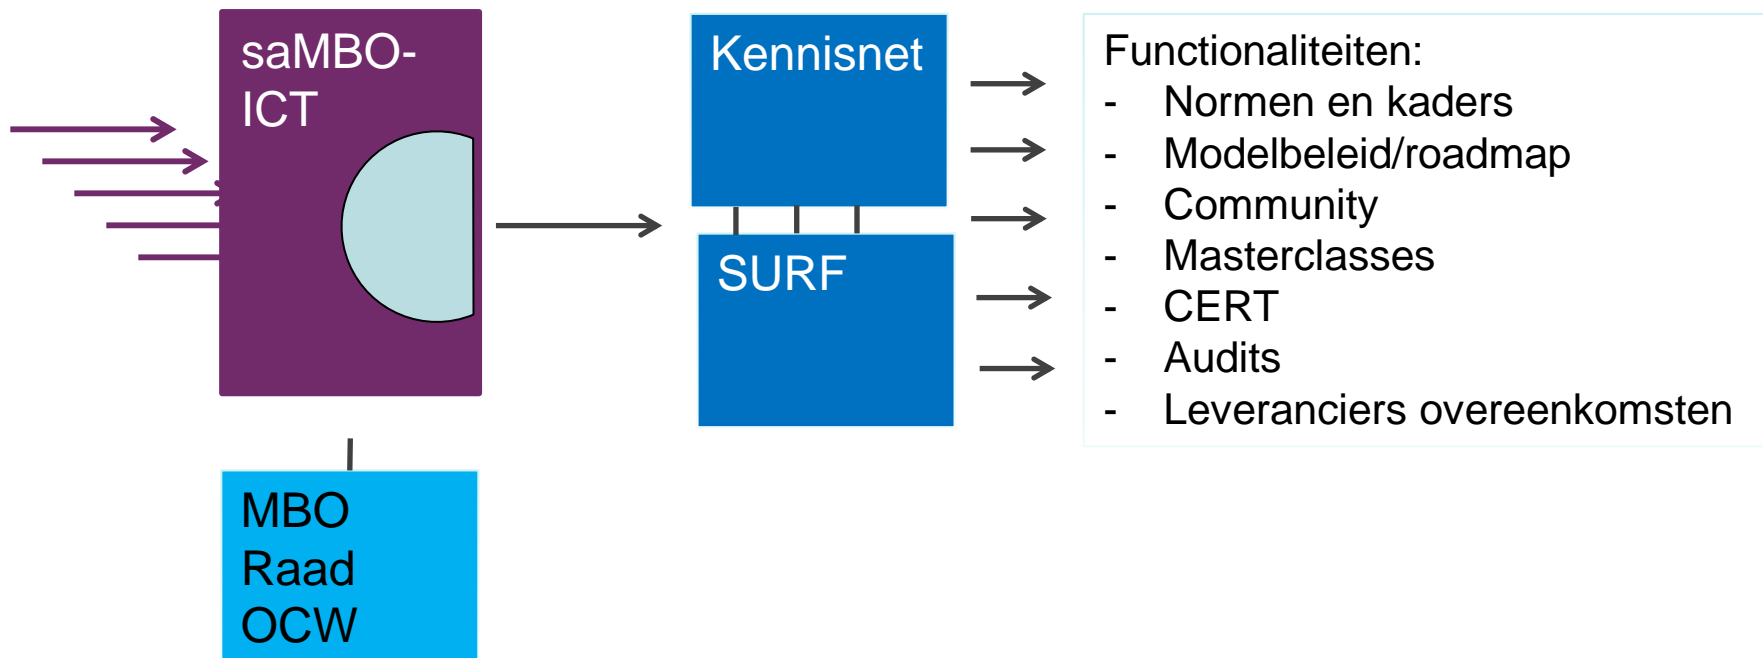 saMBO-
ICT
Kennisnet
SURF
MBO
Raad
OCW
Functionaliteiten:
- Normen en kaders
- Modelbeleid/roadmap
- Community
- Masterclasses
- CERT
- Audits
- Leveranciers overeenkomsten